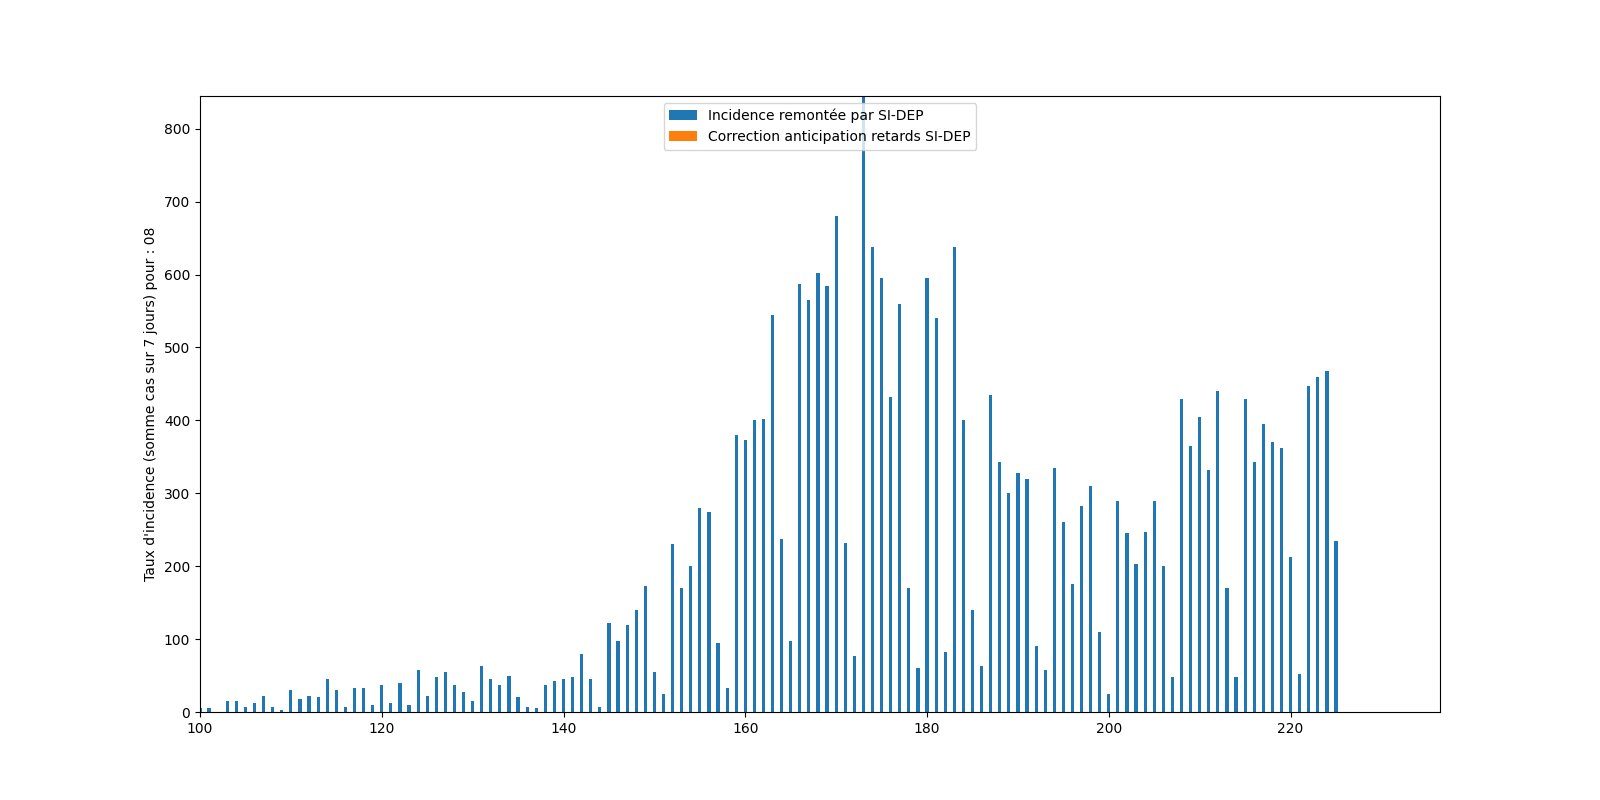 Incidence remontée par SI-DEP
Correction anticipation retards SI-DEP
Taux d'incidence (somme cas sur 7 jours) pour : 08
800
700
600
500
400
300
200
100
0
100 120 140 160 180 200 220